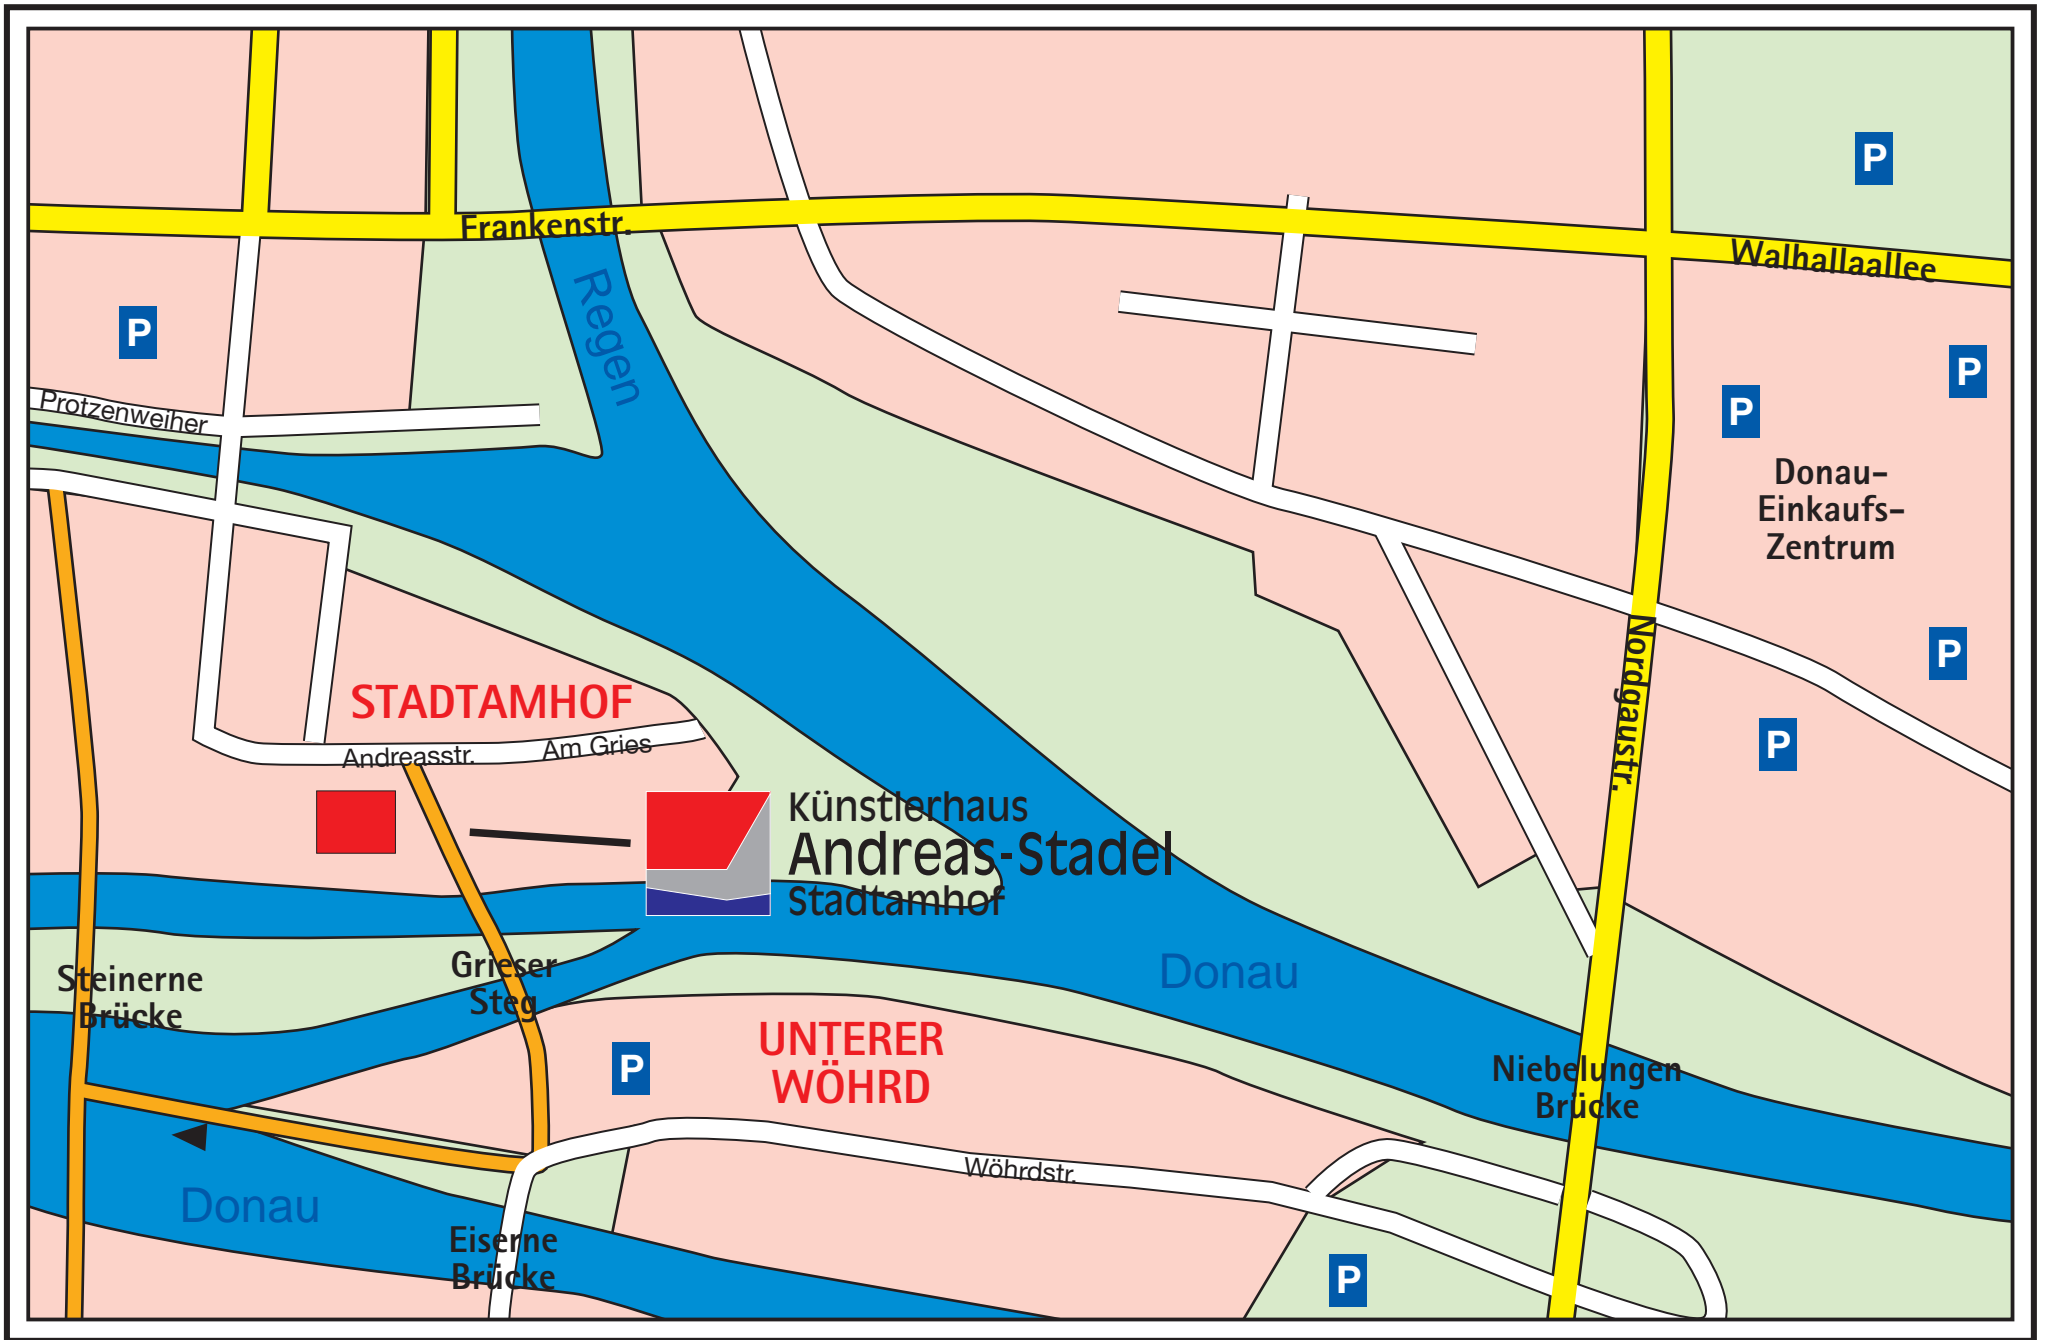 P
Frankenstr.
Walhallaallee
Regen
P
P
P
Protzenweiher
Donau-
Einkaufs-
Zentrum
P
Nordgaustr.
STADTAMHOF
P
Andreasstr.
Am Gries
Künstlerhaus
Andreas-Stadel
Stadtamhof
Steinerne
Brücke
Grieser
Steg
Donau
UNTERER
WÖHRD
P
Niebelungen
Brücke
Wöhrdstr.
Donau
Eiserne
Brücke
P